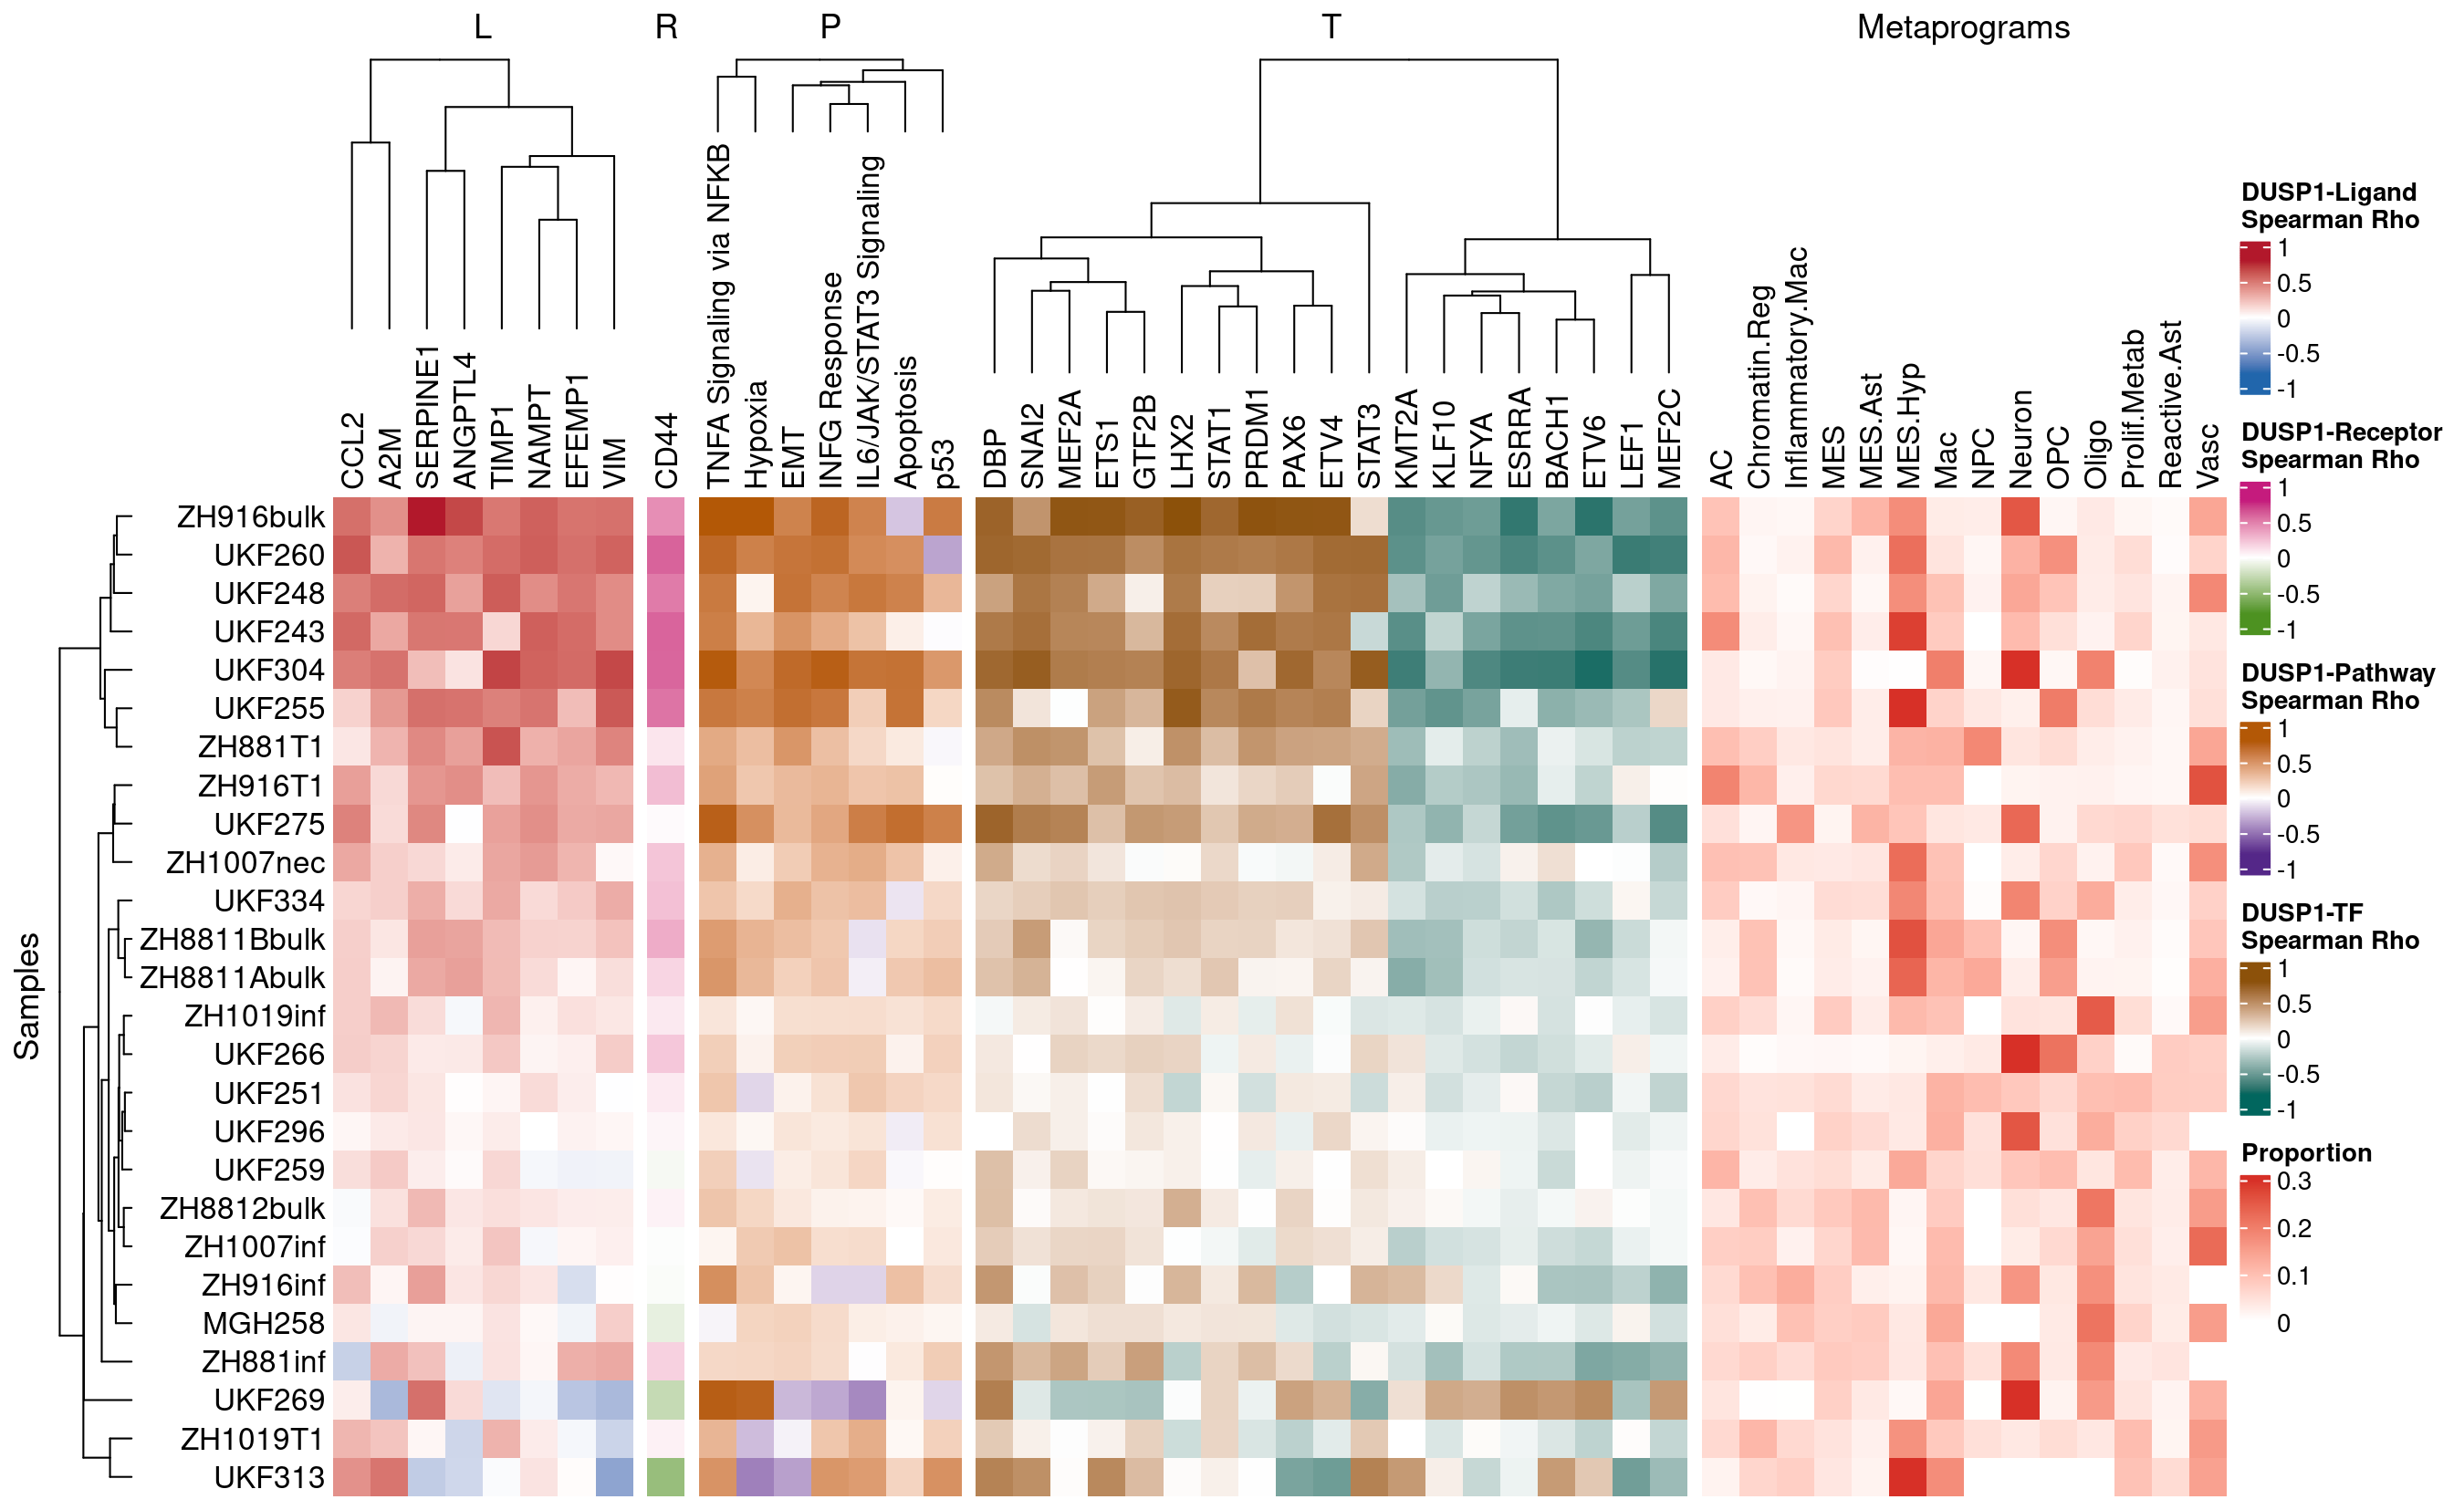 L R P T Metaprograms
CCL2 A2M SERPINE1 ANGPTL4 TIMP1 NAMPT EFEMP1 VIM CD44 TNFA Signaling via NFKB Hypoxia EMT INFG Response IL6/JAK/STAT3 Signaling Apoptosis p53 DBP SNAI2 MEF2A ETS1 GTF2B LHX2 STAT1 PRDM1 PAX6 ETV4 STAT3 KMT2A KLF10 NFYA ESRRA BACH1 ETV6 LEF1 MEF2C AC Chromatin.Reg Inflammatory.Mac MES MES.Ast MES.Hyp Mac NPC Neuron OPC Oligo Prolif.Metab Reactive.Ast Vasc
Samples
ZH916bulk
UKF260
UKF248
UKF243
UKF304
UKF255
ZH881T1
ZH916T1
UKF275
ZH1007nec
UKF334
ZH8811Bbulk
ZH8811Abulk
ZH1019inf
UKF266
UKF251
UKF296
UKF259
ZH8812bulk
ZH1007inf
ZH916inf
MGH258
ZH881inf
UKF269
ZH1019T1
UKF313
DUSP1-Ligand
Spearman Rho
1
0.5
0
-0.5
-1
DUSP1-Receptor
Spearman Rho
1
0.5
0
-0.5
-1
DUSP1-Pathway
Spearman Rho
1
0.5
0
-0.5
-1
DUSP1-TF
Spearman Rho
1
0.5
0
-0.5
-1
Proportion
0.3
0.2
0.1
0